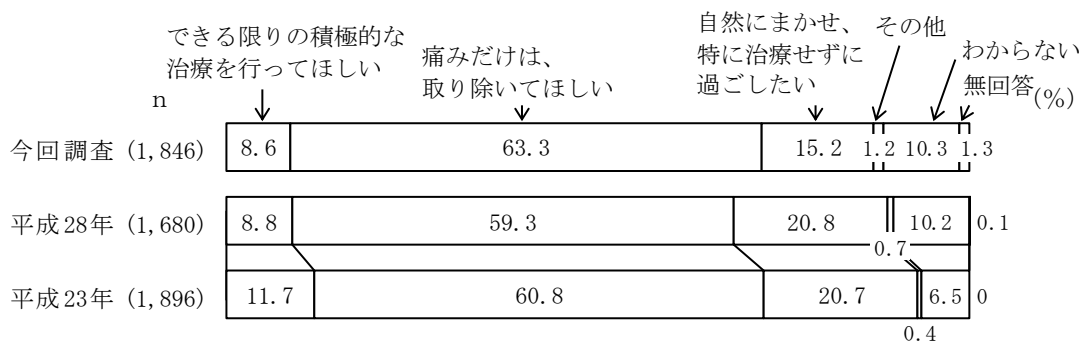 できる限りの積極的な
治療を行ってほしい
痛みだけは、
取り除いてほしい
自然にまかせ、
特に治療せずに
過ごしたい
その他
わからない
無回答
(%)
n
今回調査 (1,846) 8.6 63.3 15.2 1.2 10.3 1.3
平成28年 (1,680) 8.8 59.3 20.8 0.7 10.2 0.1
平成23年 (1,896) 11.7 60.8 20.7 0.4 6.5 0